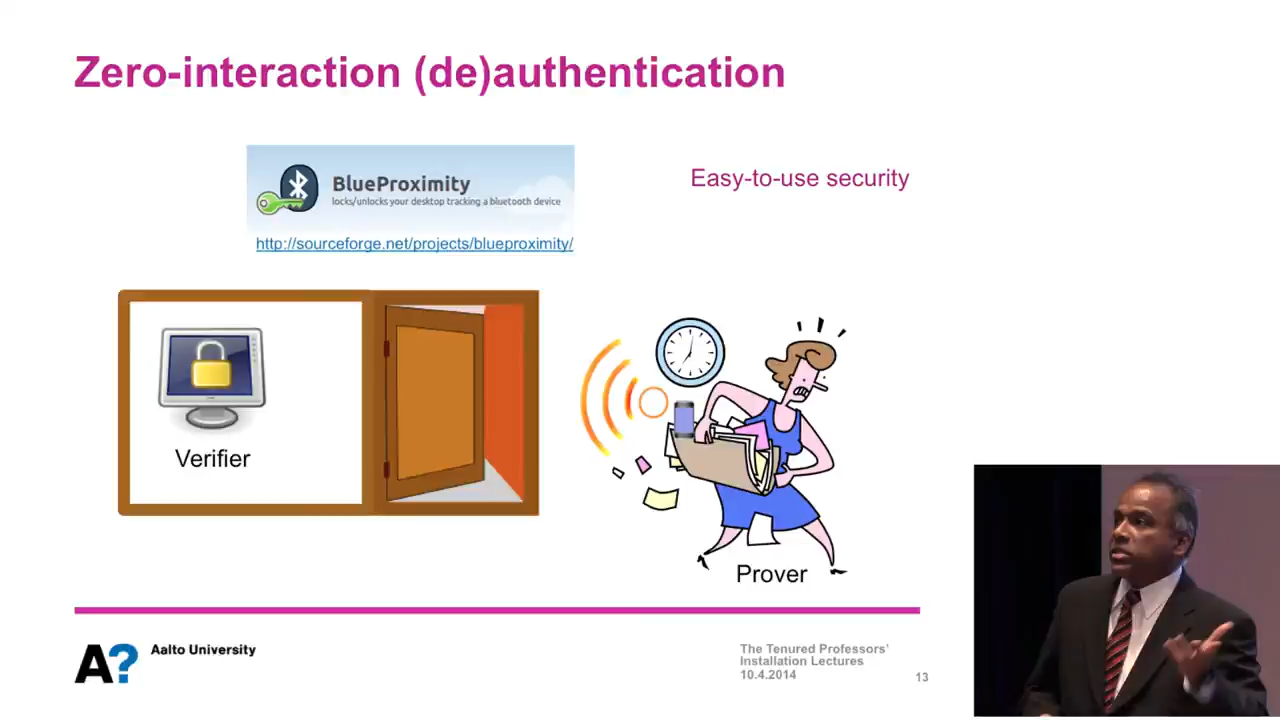 Zero-interaction (de)authentication
BlueProximity
locks/unlocks your desktop tracking a bluetooth device
http://sourceforge.net/projects/blueproximity/
Easy-to-use security
Verifier
Prover
A?
Aalto University
The Tenured Professors'
Installation Lectures
10.4.2014
13